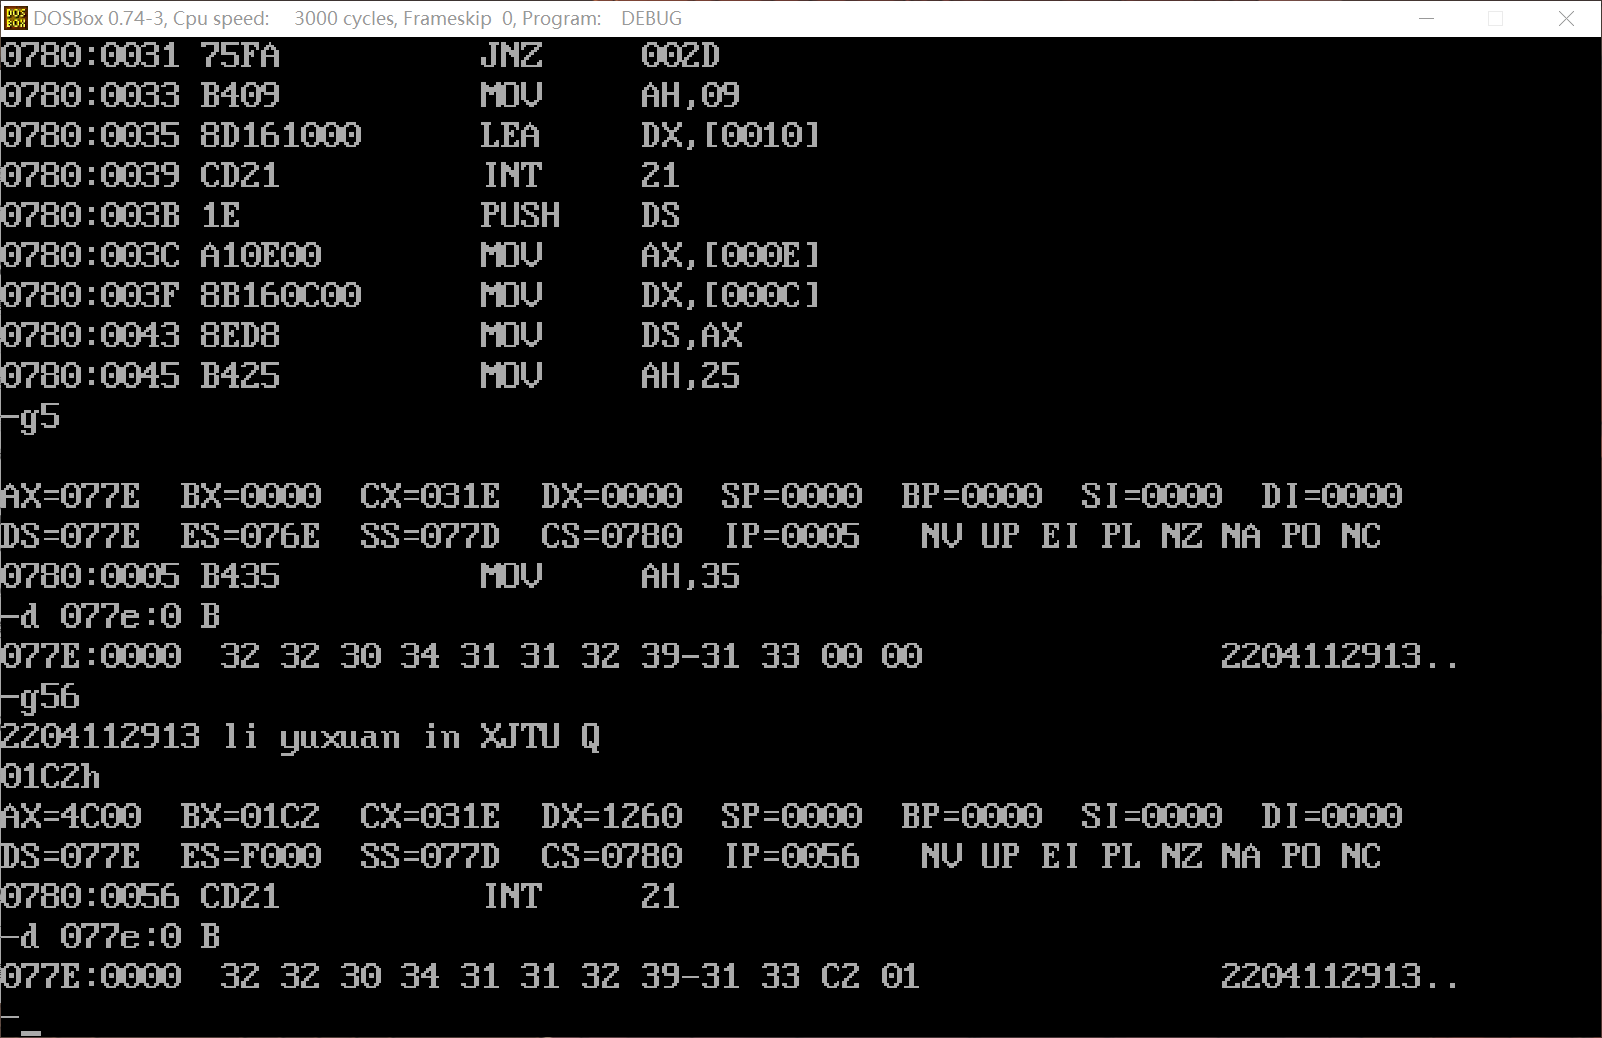 DOSBox 0.74-3, Cpu speed: 3000 cycles, Frameskip 0, Program: DEBUG
0780:0031 75FA JNZ 002D
0780:0033 B409 MOV AH,09
0780:0035 8D161000 LEA DX,[0010]
0780:0039 CD21 INT 21
0780:003B 1E PUSH DS
0780:003C A10E00 MOV AX,[000E]
0780:003F 8B160C00 MOV DX,[000C]
0780:0043 8ED8 MOV DS,AX
0780:0045 B425 MOV AH,25
-g5
AX=077E BX=0000 CX=031E DX=0000 SP=0000 BP=0000 SI=0000 DI=0000
DS=077E ES=076E SS=077D CS=0780 IP=0005 NV UP EI PL NZ NA PO NC
0780:0005 B435 MOV AH,35
-d 077e:0 B
077E:0000 32 32 30 34 31 31 32 39-31 33 00 00 2204112913..
-g56
2204112913 li yuxuan in XJTU Q
01C2h
AX=4C00 BX=01C2 CX=031E DX=1260 SP=0000 BP=0000 SI=0000 DI=0000
DS=077E ES=F000 SS=077D CS=0780 IP=0056 NV UP EI PL NZ NA PO NC
0780:0056 CD21 INT 21
-d 077e:0 B
077E:0000 32 32 30 34 31 31 32 39-31 33 C2 01 2204112913..
-_